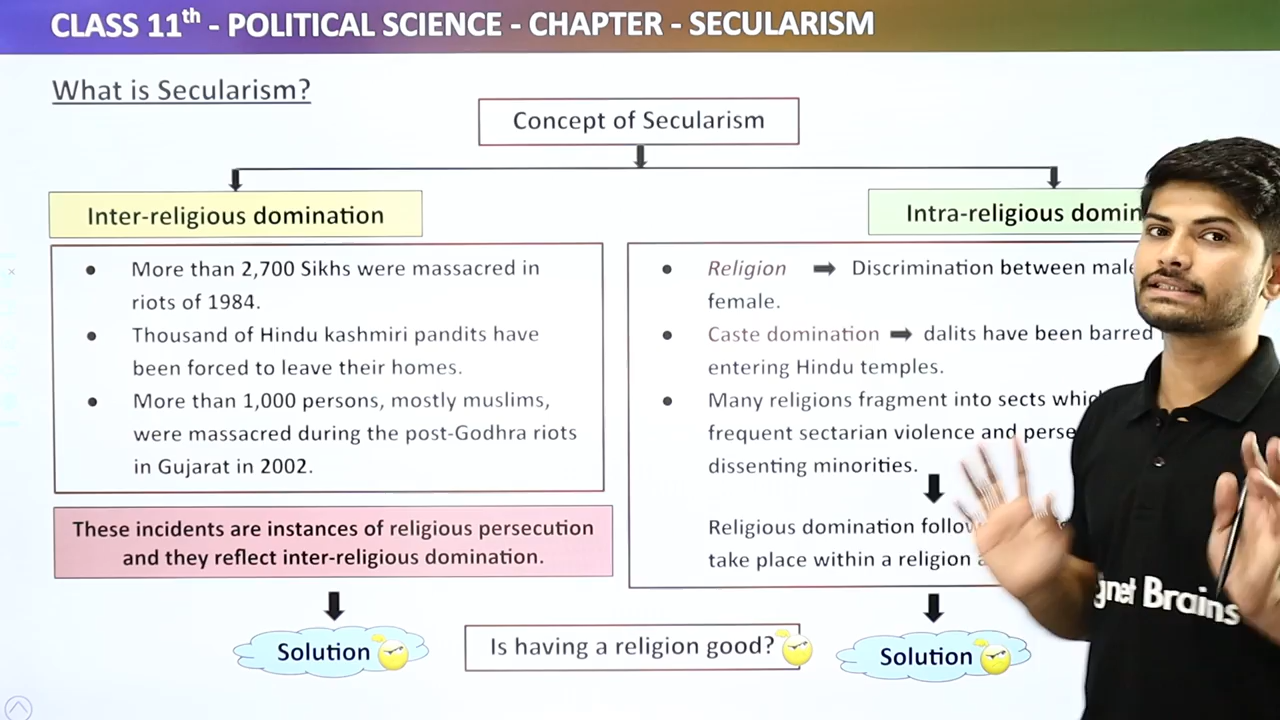 CLASS 11th - POLITICAL SCIENCE - CHAPTER - SECULARISM
What is Secularism?
Concept of Secularism
Inter-religious domination
• More than 2,700 Sikhs were massacred in
riots of 1984.
• Thousand of Hindu kashmiri pandits have
been forced to leave their homes.
• More than 1,000 persons, mostly muslims,
were massacred during the post-Godhra riots
in Gujarat in 2002.
These incidents are instances of religious persecution
and they reflect inter-religious domination.
Solution
Is having a religion good?
Intra-religious
• Religion ➡ Discrimination between male
female.
• Caste domination ➡ dalits have been barred
entering Hindu temples.
• Many religions fragment into sects
frequent sectarian violence and
dissenting minorities.
Religious domination
take place within a religion
Solution
Brains